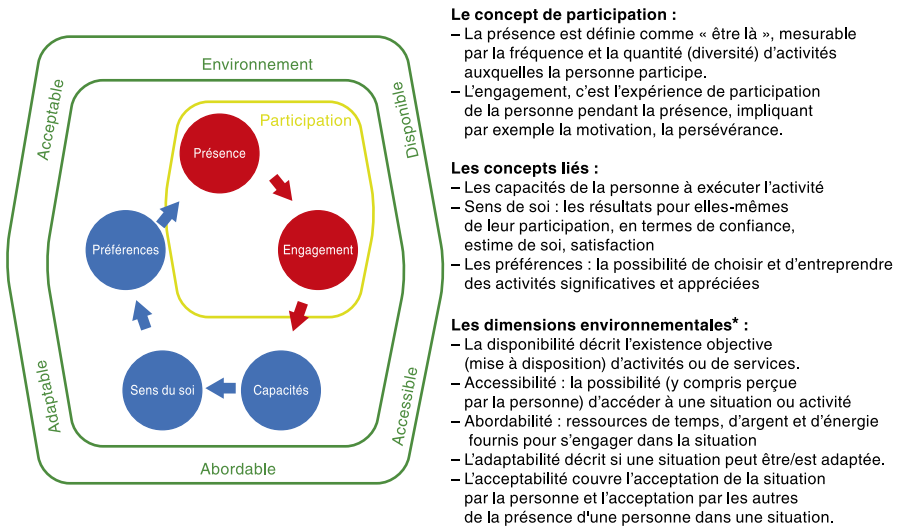 Environnement
Acceptable
Disponible
Participation
Présence
Préférences
Engagement
Sens du soi
Capacités
Adaptable
Accessible
Abordable
Le concept de participation :
– La présence est définie comme « être là », mesurable
par la fréquence et la quantité (diversité) d’activités
auxquelles la personne participe.
– L’engagement, c’est l’expérience de participation
de la personne pendant la présence, impliquant
par exemple la motivation, la persévérance.
Les concepts liés :
– Les capacités de la personne à exécuter l’activité
– Sens de soi : les résultats pour elles-mêmes
de leur participation, en termes de confiance,
estime de soi, satisfaction
– Les préférences : la possibilité de choisir et d’entreprendre
des activités significatives et appréciées
Les dimensions environnementales* :
– La disponibilité décrit l’existence objective
(mise à disposition) d’activités ou de services.
– Accessibilité : la possibilité (y compris perçue
par la personne) d’accéder à une situation ou activité
– Abordabilité : ressources de temps, d’argent et d’énergie
fournis pour s’engager dans la situation
– L’adaptabilité décrit si une situation peut être/est adaptée.
– L’acceptabilité couvre l’acceptation de la situation
par la personne et l’acceptation par les autres
de la présence d'une personne dans une situation.